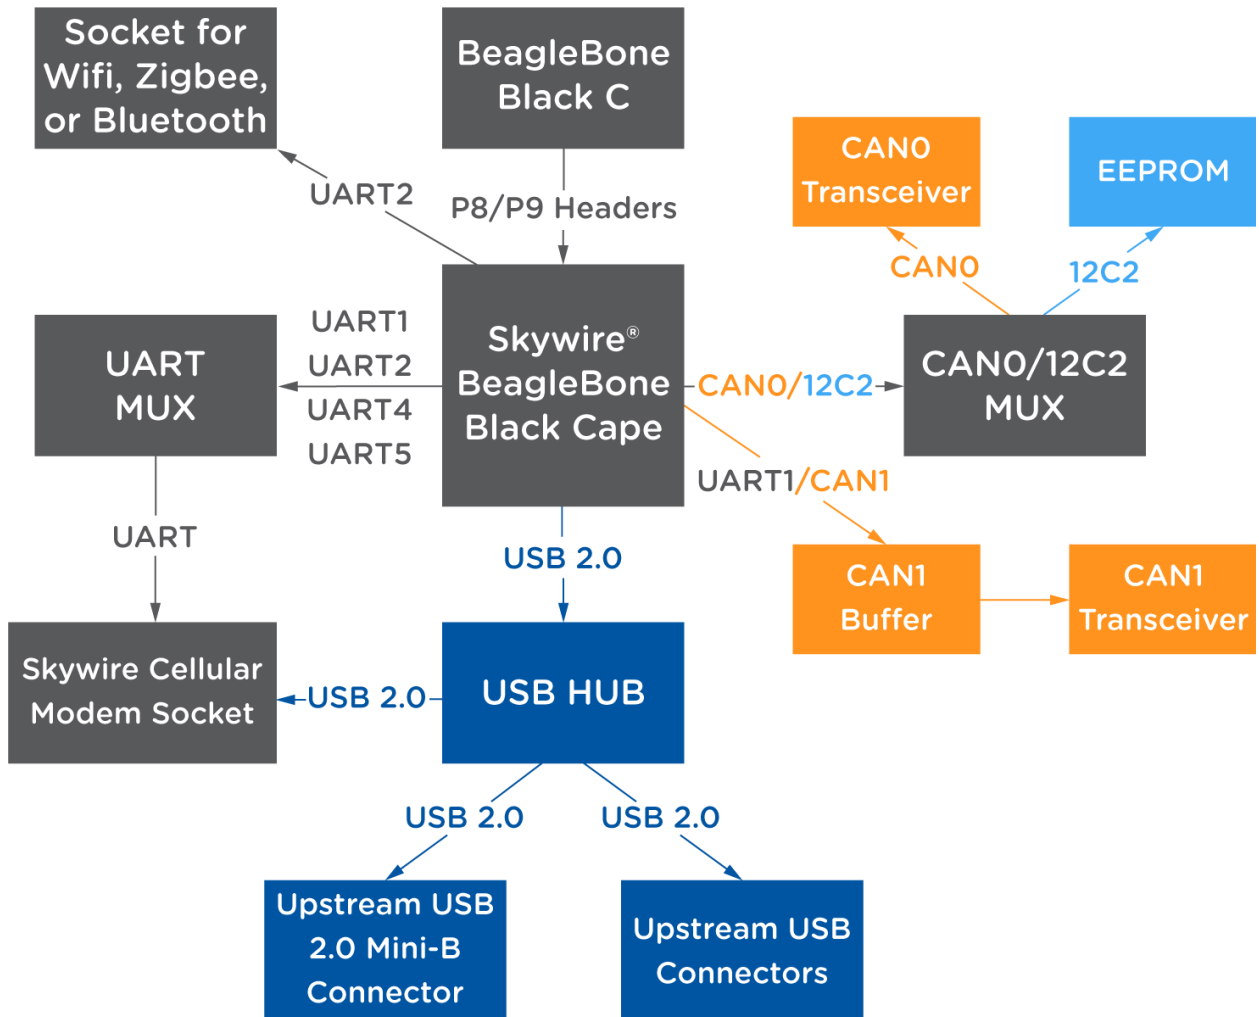 Socket for
Wifi, Zigbee,
or Bluetooth
BeagleBone
Black C
CAN0
Transceiver
EEPROM
UART2
P8/P9 Headers
CAN0
12C2
UART
MUX
UART1
UART2
UART4
UART5
Skywire®
BeagleBone
Black Cape
CAN0/12C2
CAN0/12C2
MUX
UART1/CAN1
UART
USB 2.0
CAN1
Buffer
CAN1
Transceiver
Skywire Cellular
Modem Socket
USB 2.0
USB HUB
USB 2.0
USB 2.0
Upstream USB
2.0 Mini-B
Connector
Upstream USB
Connectors